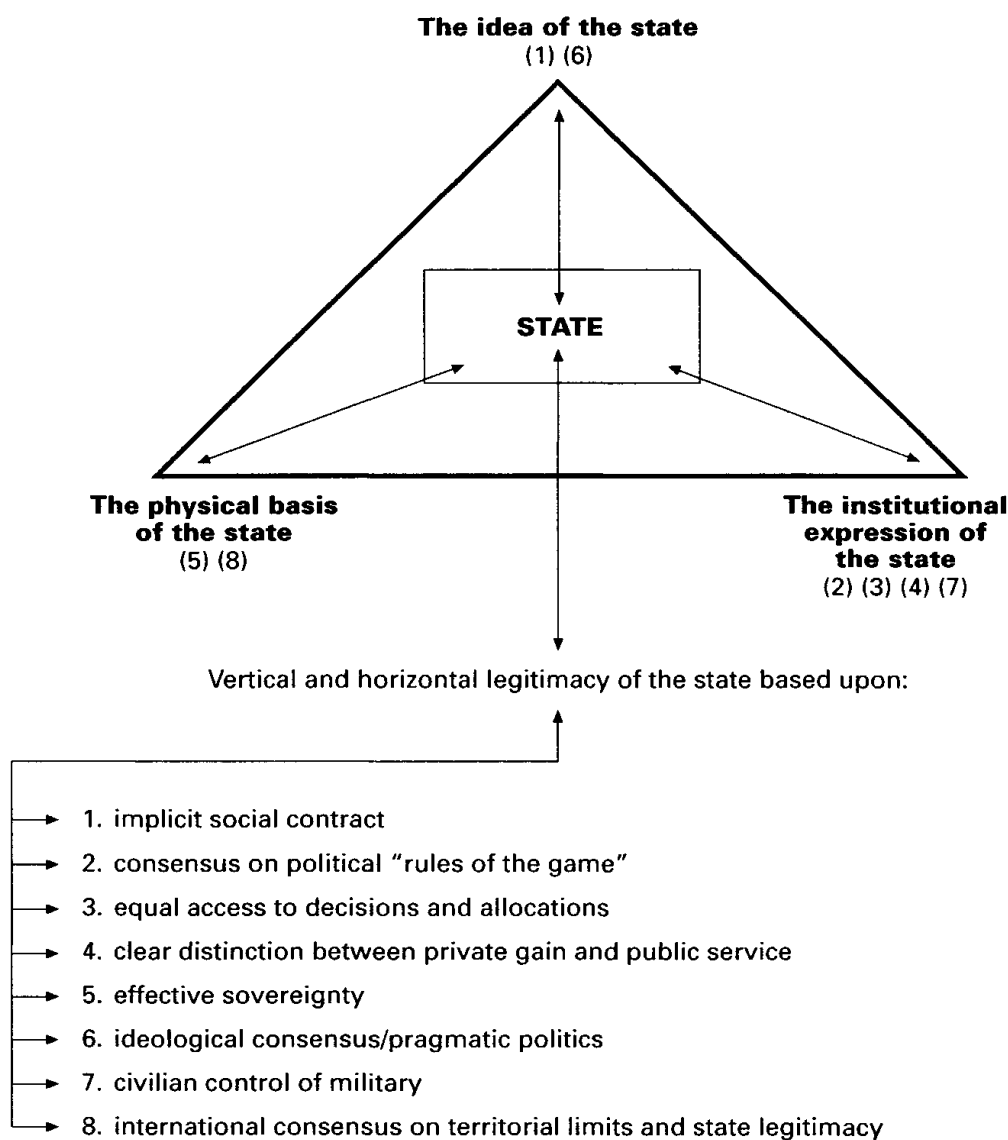 The idea of the state
(1) (6)
STATE
The physical basis
of the state
(5) (8)
The institutional
expression of
the state
(2) (3) (4) (7)
Vertical and horizontal legitimacy of the state based upon:
1. implicit social contract
2. consensus on political “rules of the game”
3. equal access to decisions and allocations
4. clear distinction between private gain and public service
5. effective sovereignty
6. ideological consensus/pragmatic politics
7. civilian control of military
8. international consensus on territorial limits and state legitimacy